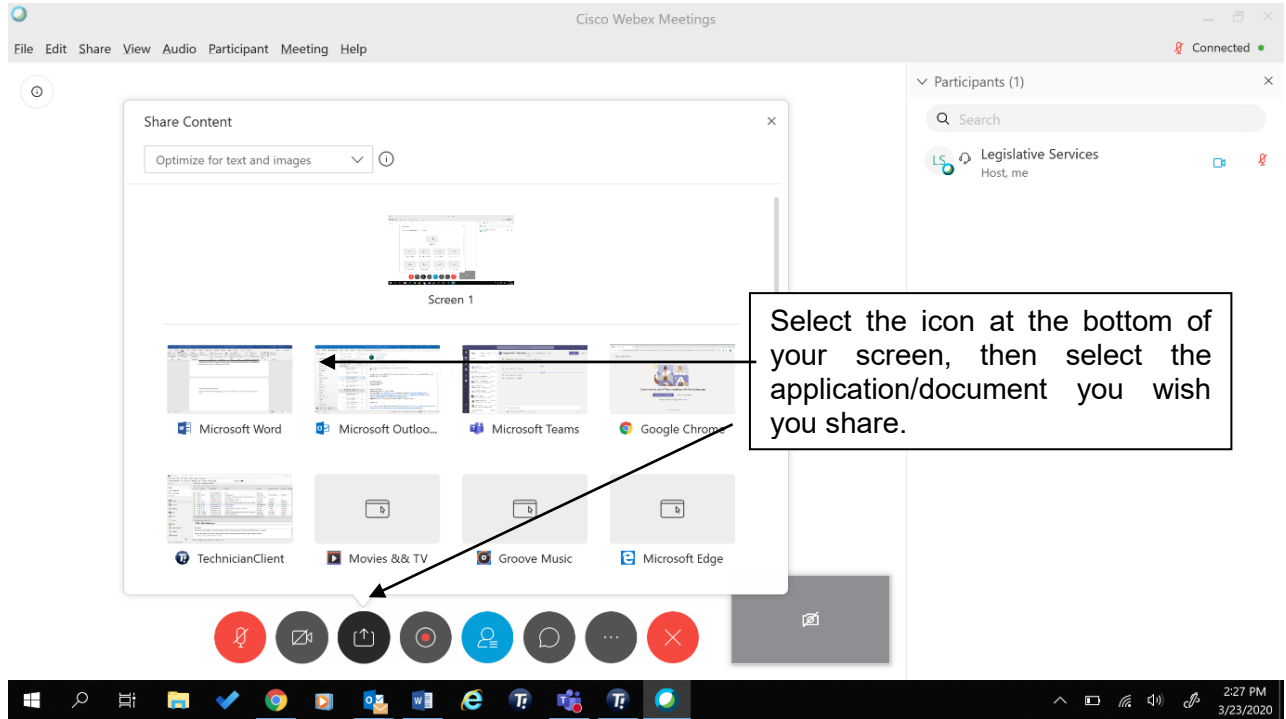 Cisco Webex Meetings
File Edit Share View Audio Participant Meeting Help
Connected
Participants (1)
Search
LS
Legislative Services
Host, me
Share Content
Optimize for text and images
Screen 1
Select the icon at the bottom of
your screen, then select the
application/document you wish
you share.
Microsoft Word
Microsoft Outloo...
Microsoft Teams
Google Chrome
TechnicianClient
Movies && TV
Groove Music
Microsoft Edge
2:27 PM
3/23/2020